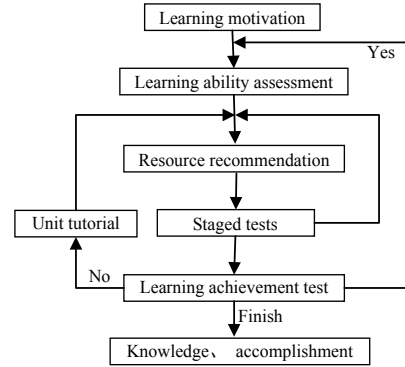 Learning motivation
Yes
Learning ability assessment
Resource recommendation
Unit tutorial
Staged tests
No
Learning achievement test
Finish
Knowledge、 accomplishment